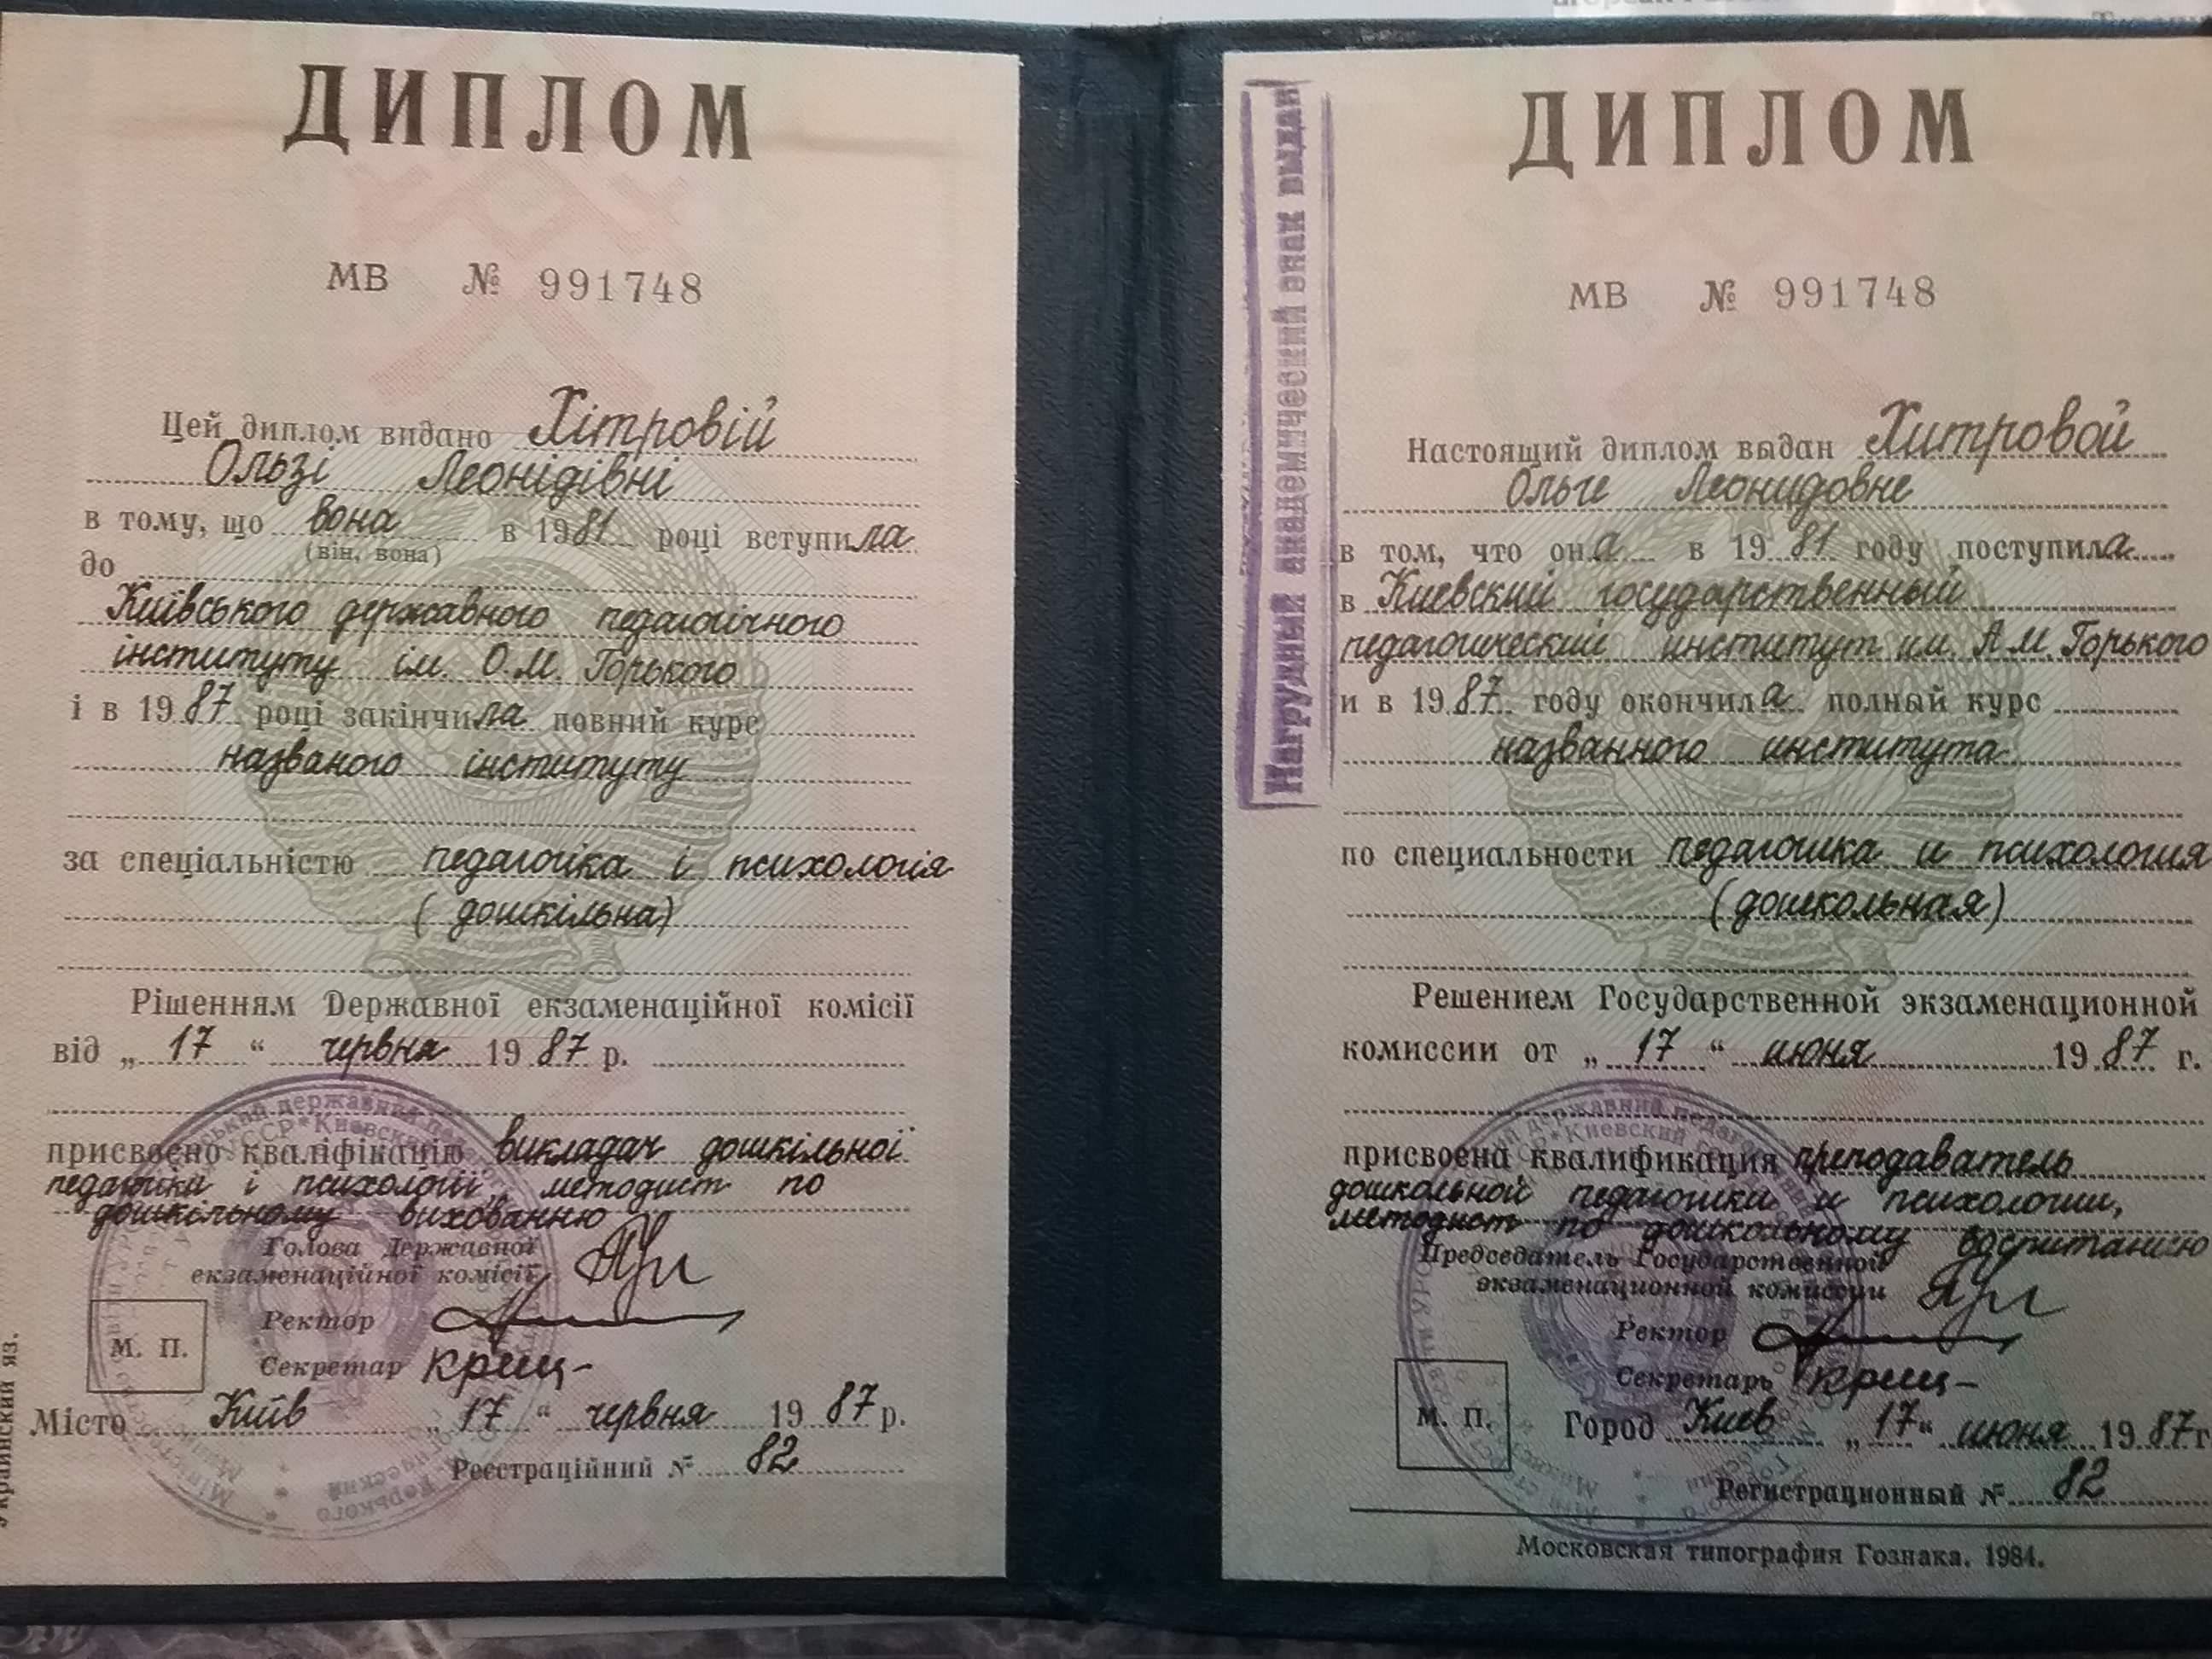 ДИПЛОМ
МВ № 991748
Цей диплом видано Хітровій
Ользі Леонідівні
в тому, що вона в 1981 році вступила
(він, вона)
до
Київського державного педагогічного
інституту ім. О.М. Горького
і в 1987 році закінчила повний курс
названого інституту
за спеціальністю педагогіка і психологія
(дошкільна)
Рішенням Державної екзаменаційної комісії
від „17“ червня 1987 р.
присвоєно кваліфікацію викладач дошкільної
педагогіки і психології, методист по
дошкільному вихованню
Голова Державної
екзаменаційної комісії
Ректор
Секретар
М. П.
Місто Київ „17“ червня 1987 р.
Реєстраційний № 82
Украинский яз.
Нагрудный академический знак выдан
ДИПЛОМ
МВ № 991748
Настоящий диплом выдан Хитровой
Ольге Леонидовне
в том, что она в 1981 году поступила
в Киевский государственный
педагогический институт им. А.М. Горького
и в 1987 году окончила полный курс
названного института
по специальности педагогика и психология
(дошкольная)
Решением Государственной экзаменационной
комиссии от „17“ июня 1987 г.
присвоена квалификация преподаватель
дошкольной педагогики и психологии,
методист по дошкольному воспитанию
Председатель Государственной
экзаменационной комиссии
Ректор
Секретарь
М. П.
Город Киев „17“ июня 1987 г
Регистрационный № 82
Московская типография Гознака. 1984.